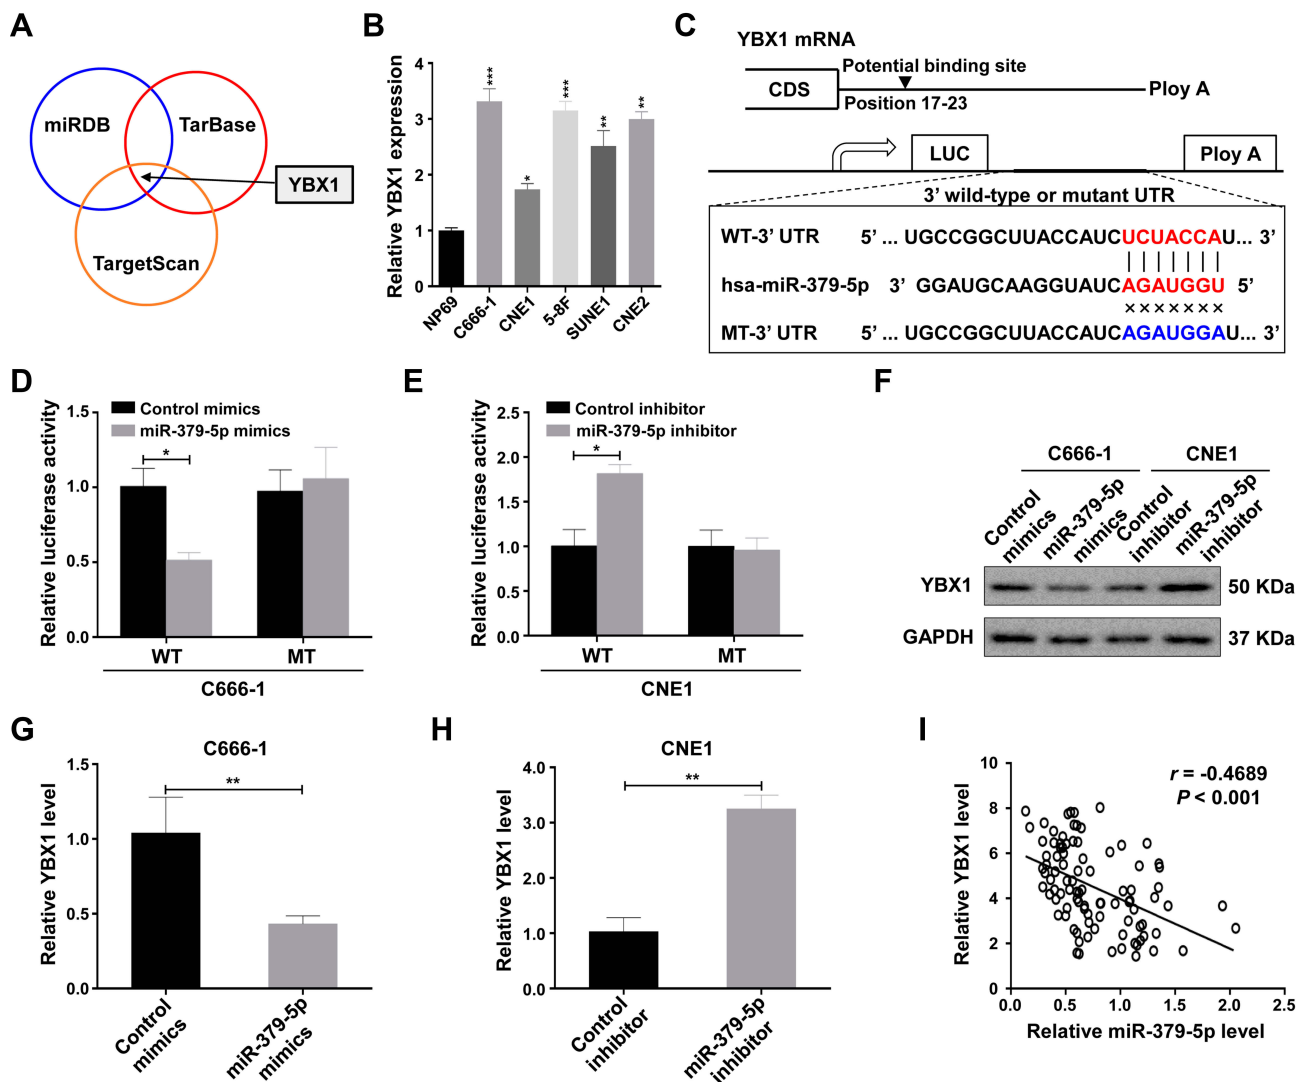 A
miRDB
TarBase
YBX1
TargetScan
B
Relative YBX1 expression
4
3
2
1
0
***
*
***
**
**
NP69
C666-1
CNE1
5-8F
SUNE1
CNE2
C
YBX1 mRNA
Potential binding site
CDS
Ploy A
Position 17-23
LUC
Ploy A
3’ wild-type or mutant UTR
WT-3’ UTR 5’ ... UGCCGGCUUACCAUCUCUACCAU... 3’
hsa-miR-379-5p 3’ GGAUGCAAGGUAUCAGAUGGU 5’
×××××××
MT-3’ UTR 5’ ... UGCCGGCUUACCAUCAGAUGGAU... 3’
D
Relative luciferase activity
1.5
1.0
0.5
0.0
Control mimics
miR-379-5p mimics
*
WT
MT
C666-1
E
Relative luciferase activity
2.5
2.0
1.5
1.0
0.5
0.0
Control inhibitor
miR-379-5p inhibitor
*
WT
MT
CNE1
F
C666-1
CNE1
Control
mimics
miR-379-5p
mimics
Control
inhibitor
miR-379-5p
inhibitor
YBX1
50 KDa
GAPDH
37 KDa
G
C666-1
Relative YBX1 level
1.5
1.0
0.5
0.0
**
Control
mimics
miR-379-5p
mimics
H
CNE1
Relative YBX1 level
4.0
3.0
2.0
1.0
0.0
**
Control
inhibitor
miR-379-5p
inhibitor
I
Relative YBX1 level
10
8
6
4
2
0
r = -0.4689
P < 0.001
0.0
0.5
1.0
1.5
2.0
2.5
Relative miR-379-5p level